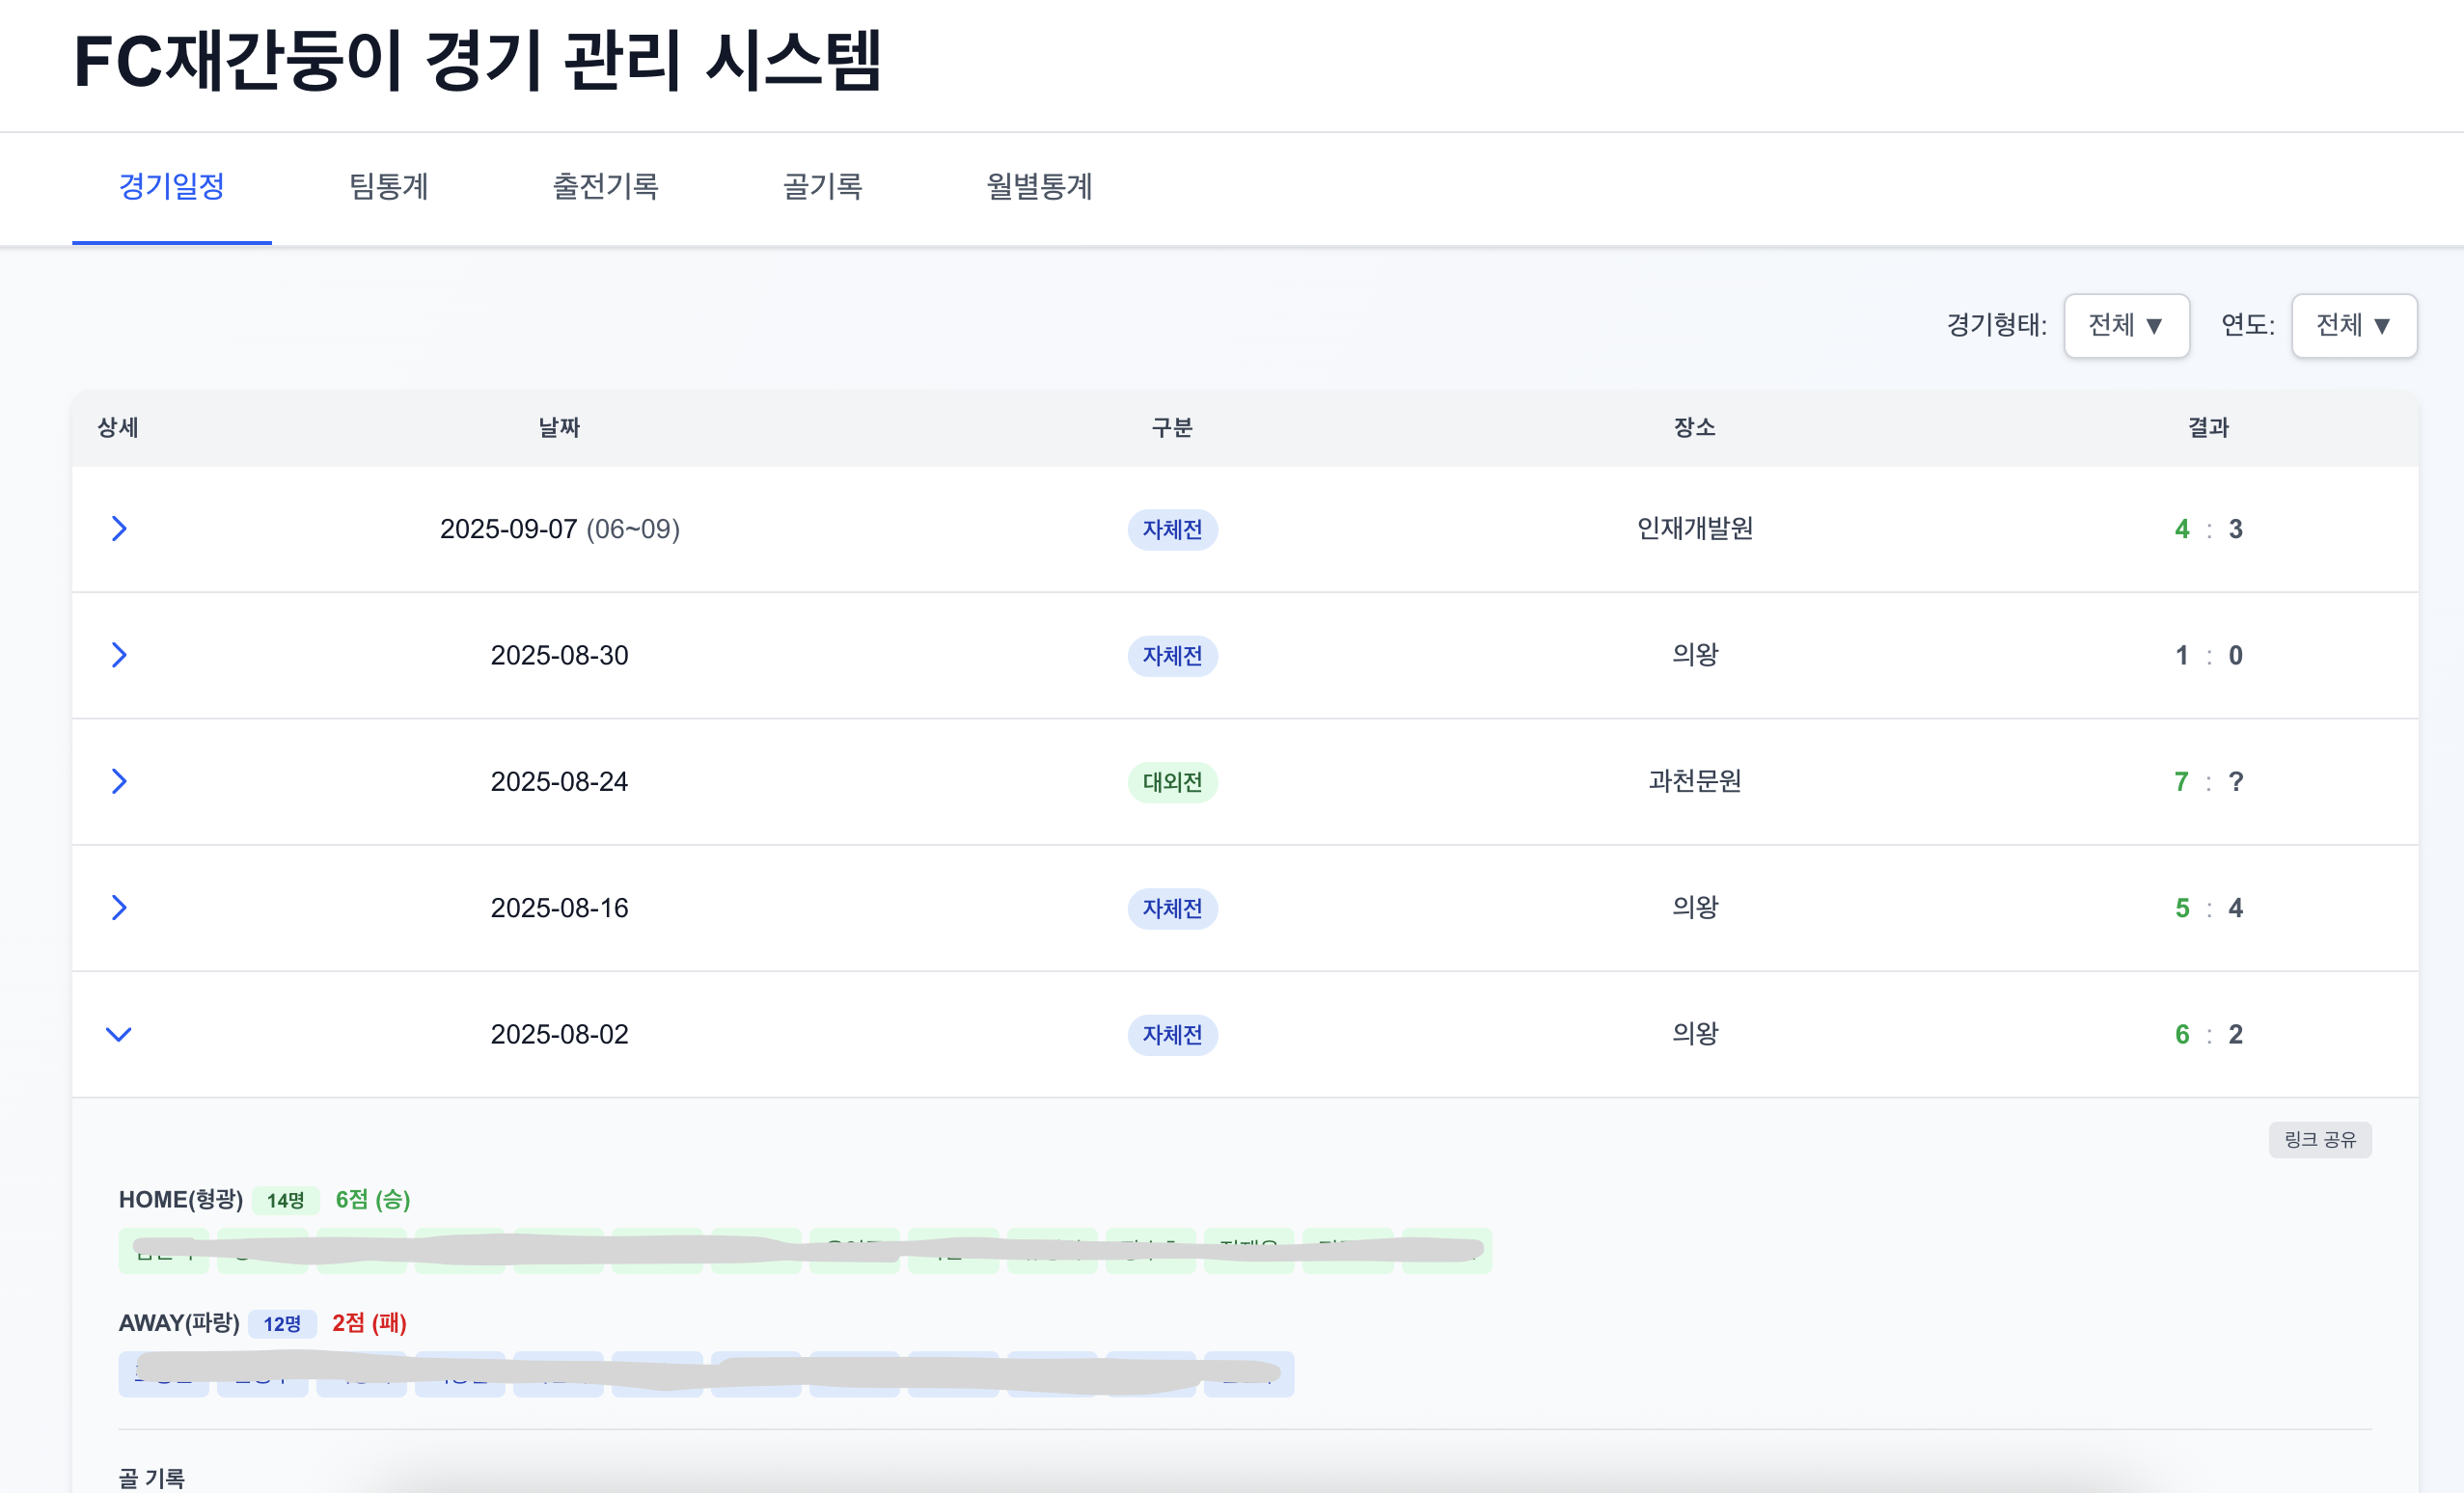 FC재간둥이 경기 관리 시스템
경기일정 팀통계 출전기록 골기록 월별통계
경기형태: 전체 ▼ 연도: 전체 ▼
상세 날짜 구분 장소 결과
2025-09-07 (06~09) 자체전 인재개발원 4 : 3
2025-08-30 자체전 의왕 1 : 0
2025-08-24 대외전 과천문원 7 : ?
2025-08-16 자체전 의왕 5 : 4
2025-08-02 자체전 의왕 6 : 2
링크 공유
HOME(형광) 14명 6점 (승)
AWAY(파랑) 12명 2점 (패)
골 기록